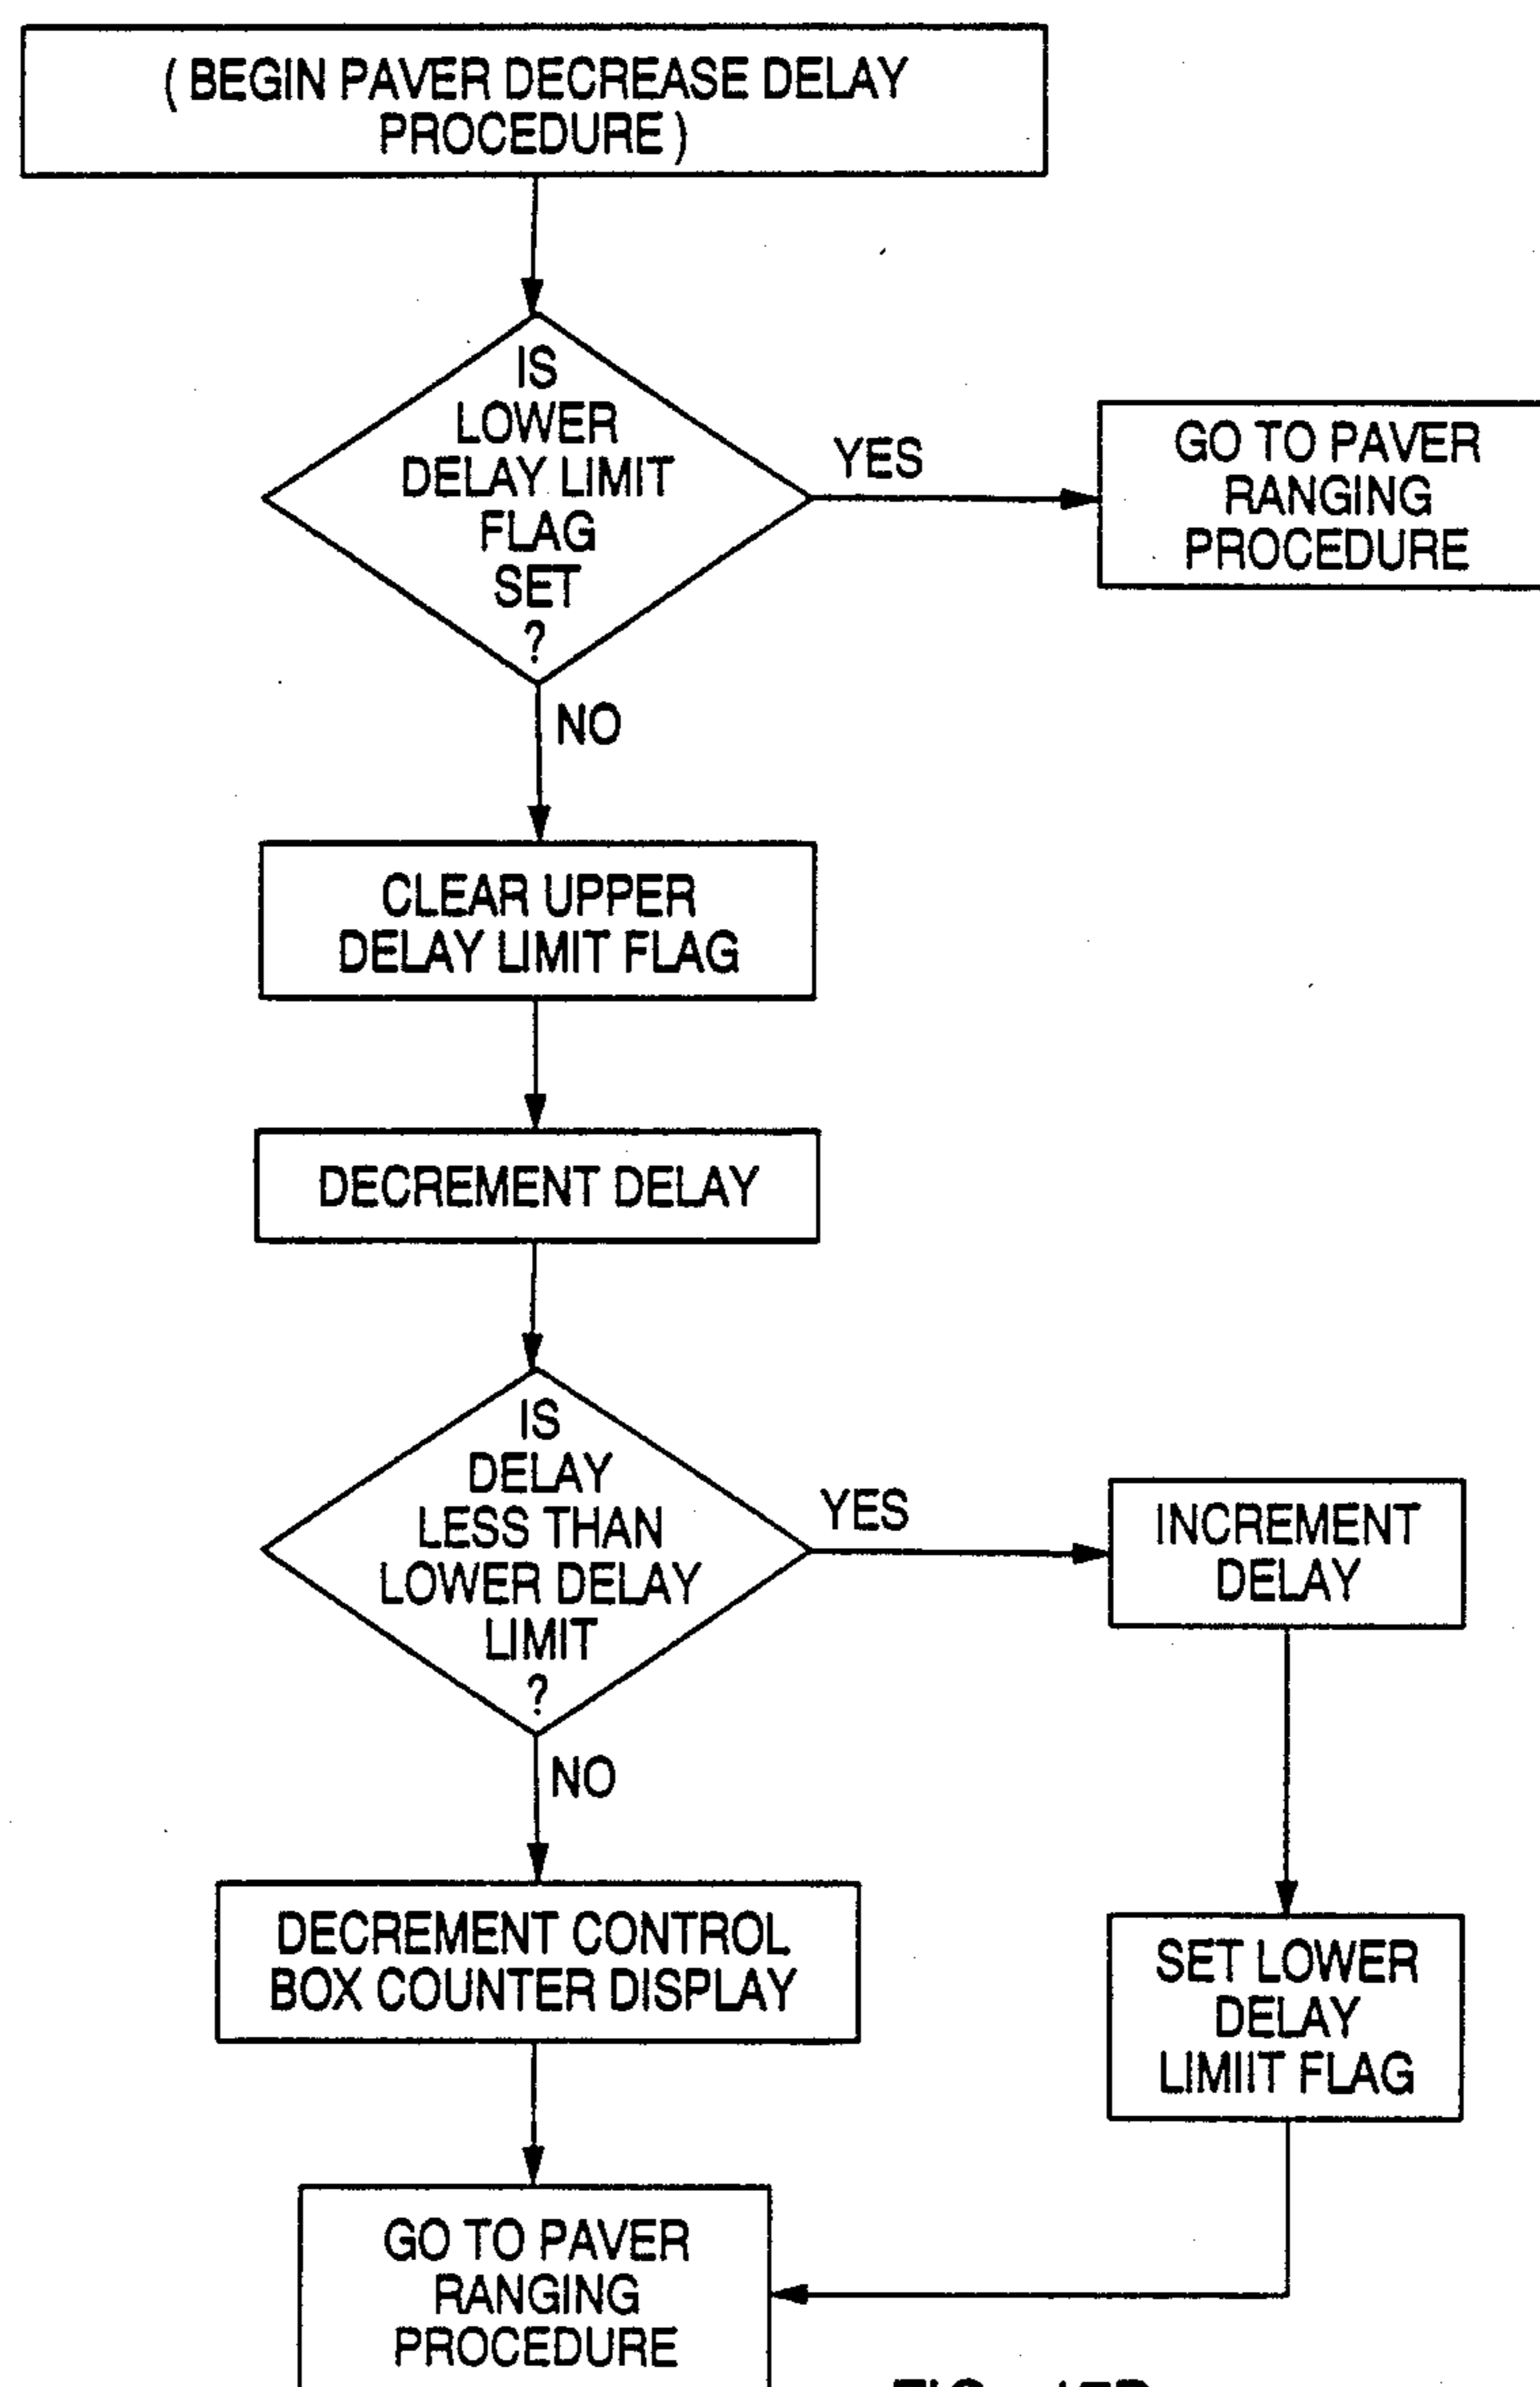 ( BEGIN PAVER DECREASE DELAY
PROCEDURE )
IS
LOWER
DELAY LIMIT
FLAG
SET
?
YES
GO TO PAVER
RANGING
PROCEDURE
NO
CLEAR UPPER
DELAY LIMIT FLAG
DECREMENT DELAY
IS
DELAY
LESS THAN
LOWER DELAY
LIMIT
?
YES
INCREMENT
DELAY
NO
DECREMENT CONTROL
BOX COUNTER DISPLAY
SET LOWER
DELAY
LIMIIT FLAG
GO TO PAVER
RANGING
PROCEDURE